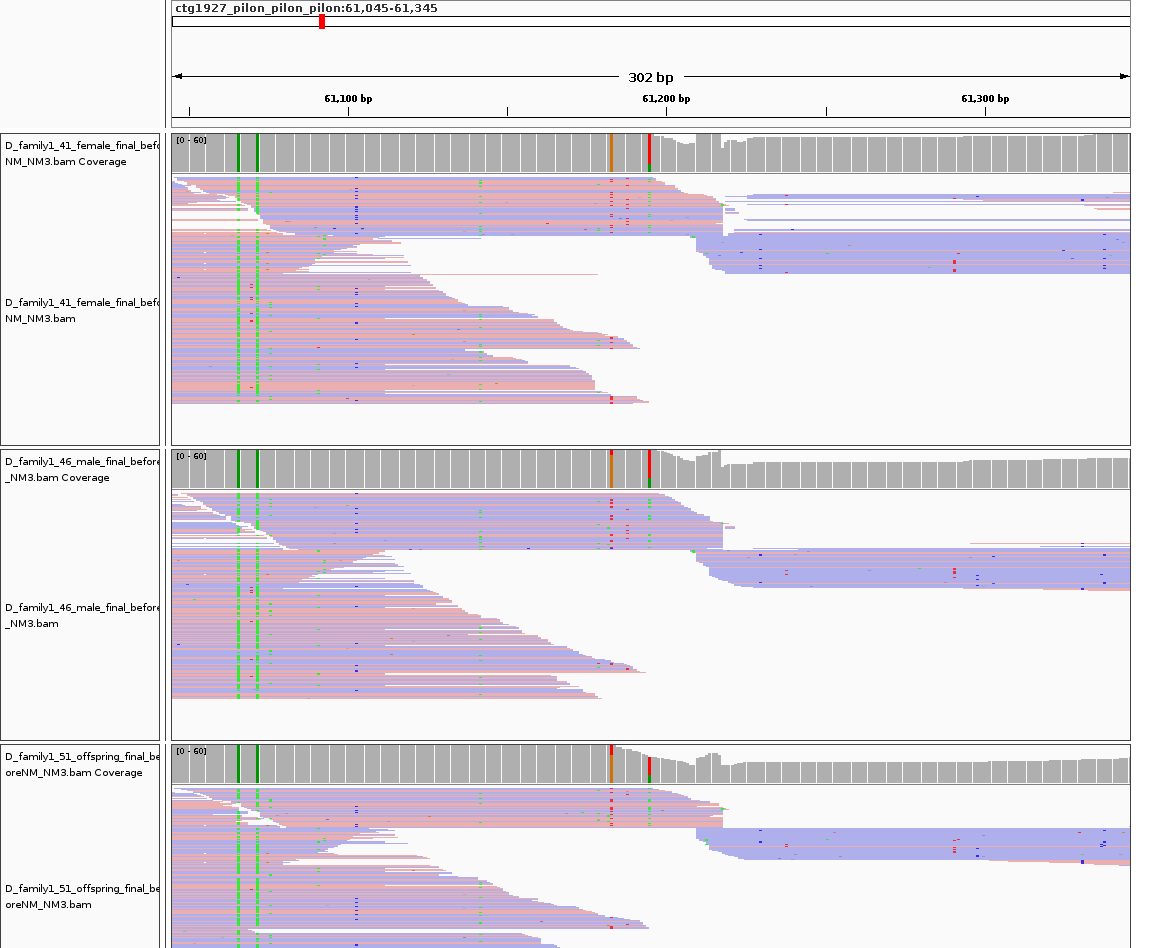 ctg1927_pilon_pilon_pilon:61,045-61,345
302 bp
61,100 bp 61,200 bp 61,300 bp
D_family1_41_female_final_befo
NM_NM3.bam Coverage
[0 - 60]
D_family1_41_female_final_befo
NM_NM3.bam
D_family1_46_male_final_before
_NM3.bam Coverage
[0 - 60]
D_family1_46_male_final_before
_NM3.bam
D_family1_51_offspring_final_be
oreNM_NM3.bam Coverage
[0 - 60]
D_family1_51_offspring_final_be
oreNM_NM3.bam